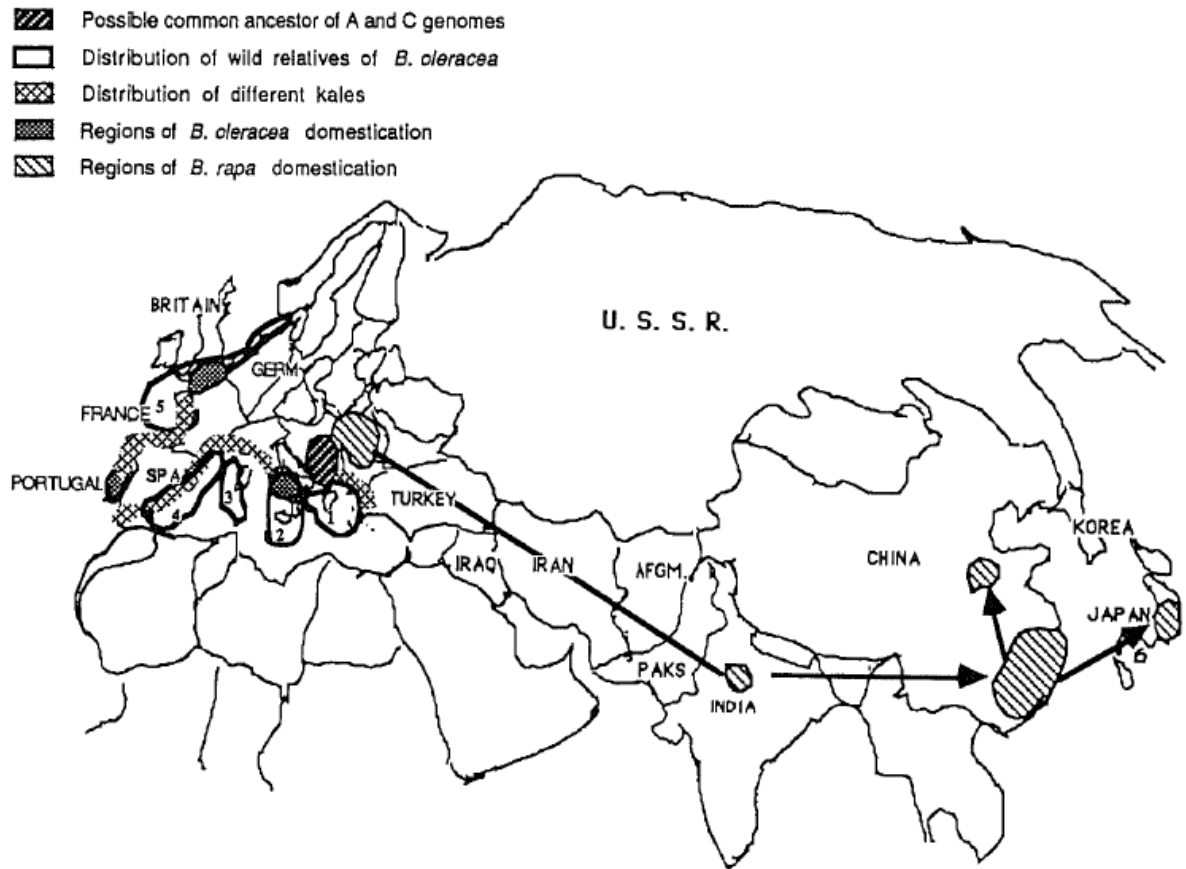 Possible common ancestor of A and C genomes
Distribution of wild relatives of B. oleracea
Distribution of different kales
Regions of B. oleracea domestication
Regions of B. rapa domestication
BRITAIN
U. S. S. R.
GERM
FRANCE 5
PORTUGAL
SPA
4
3
2
1
TURKEY
IRAQ
IRAN
AFGM.
PAKS
INDIA
CHINA
KOREA
JAPAN
6